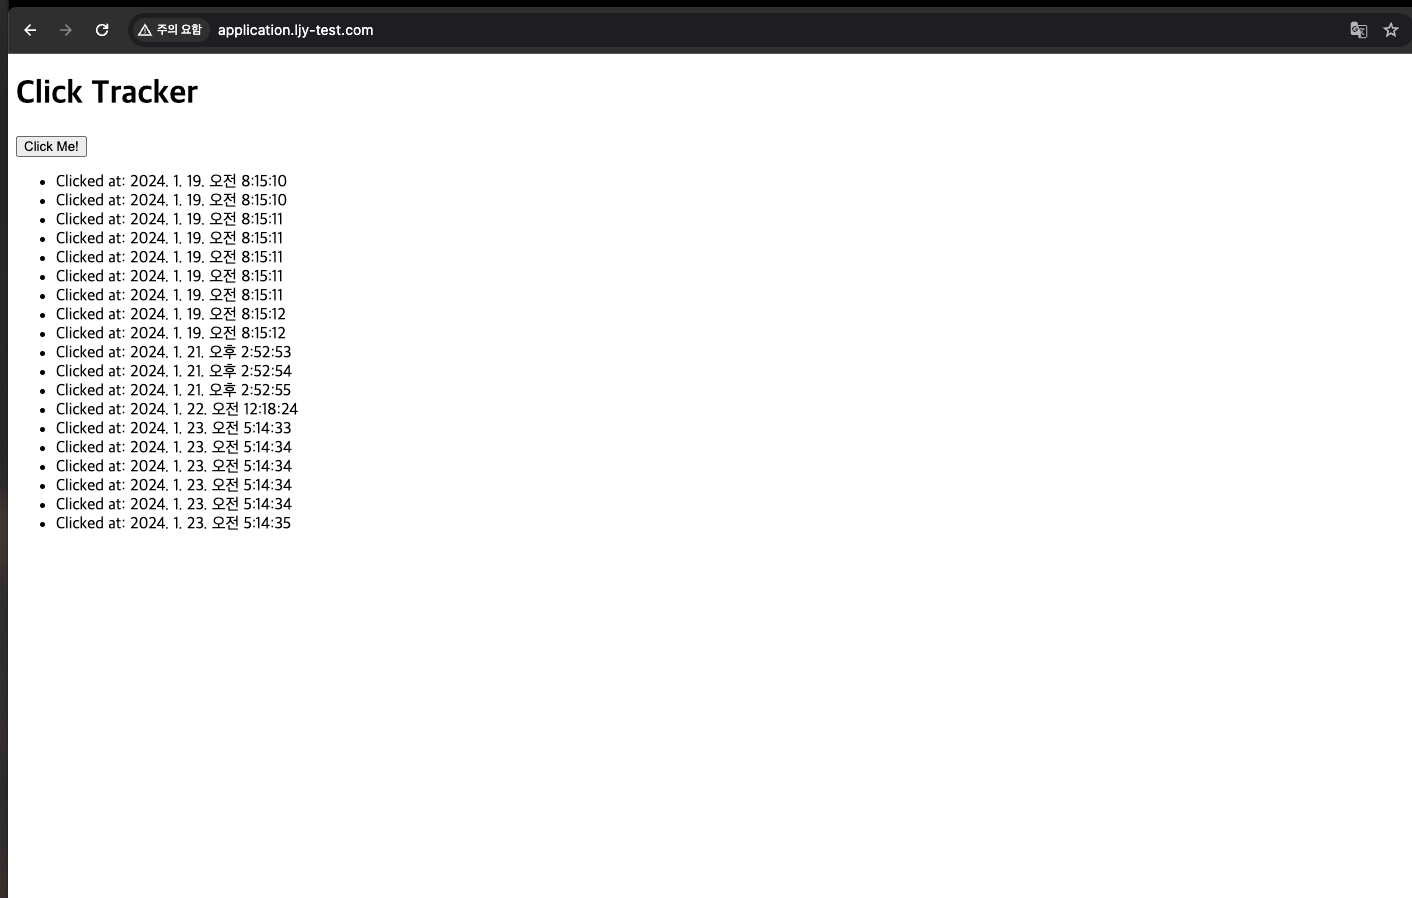 주의 요함 application.ljy-test.com
Click Tracker
Click Me!
Clicked at: 2024. 1. 19. 오전 8:15:10
Clicked at: 2024. 1. 19. 오전 8:15:10
Clicked at: 2024. 1. 19. 오전 8:15:11
Clicked at: 2024. 1. 19. 오전 8:15:11
Clicked at: 2024. 1. 19. 오전 8:15:11
Clicked at: 2024. 1. 19. 오전 8:15:11
Clicked at: 2024. 1. 19. 오전 8:15:11
Clicked at: 2024. 1. 19. 오전 8:15:12
Clicked at: 2024. 1. 19. 오전 8:15:12
Clicked at: 2024. 1. 21. 오후 2:52:53
Clicked at: 2024. 1. 21. 오후 2:52:54
Clicked at: 2024. 1. 21. 오후 2:52:55
Clicked at: 2024. 1. 22. 오전 12:18:24
Clicked at: 2024. 1. 23. 오전 5:14:33
Clicked at: 2024. 1. 23. 오전 5:14:34
Clicked at: 2024. 1. 23. 오전 5:14:34
Clicked at: 2024. 1. 23. 오전 5:14:34
Clicked at: 2024. 1. 23. 오전 5:14:34
Clicked at: 2024. 1. 23. 오전 5:14:35